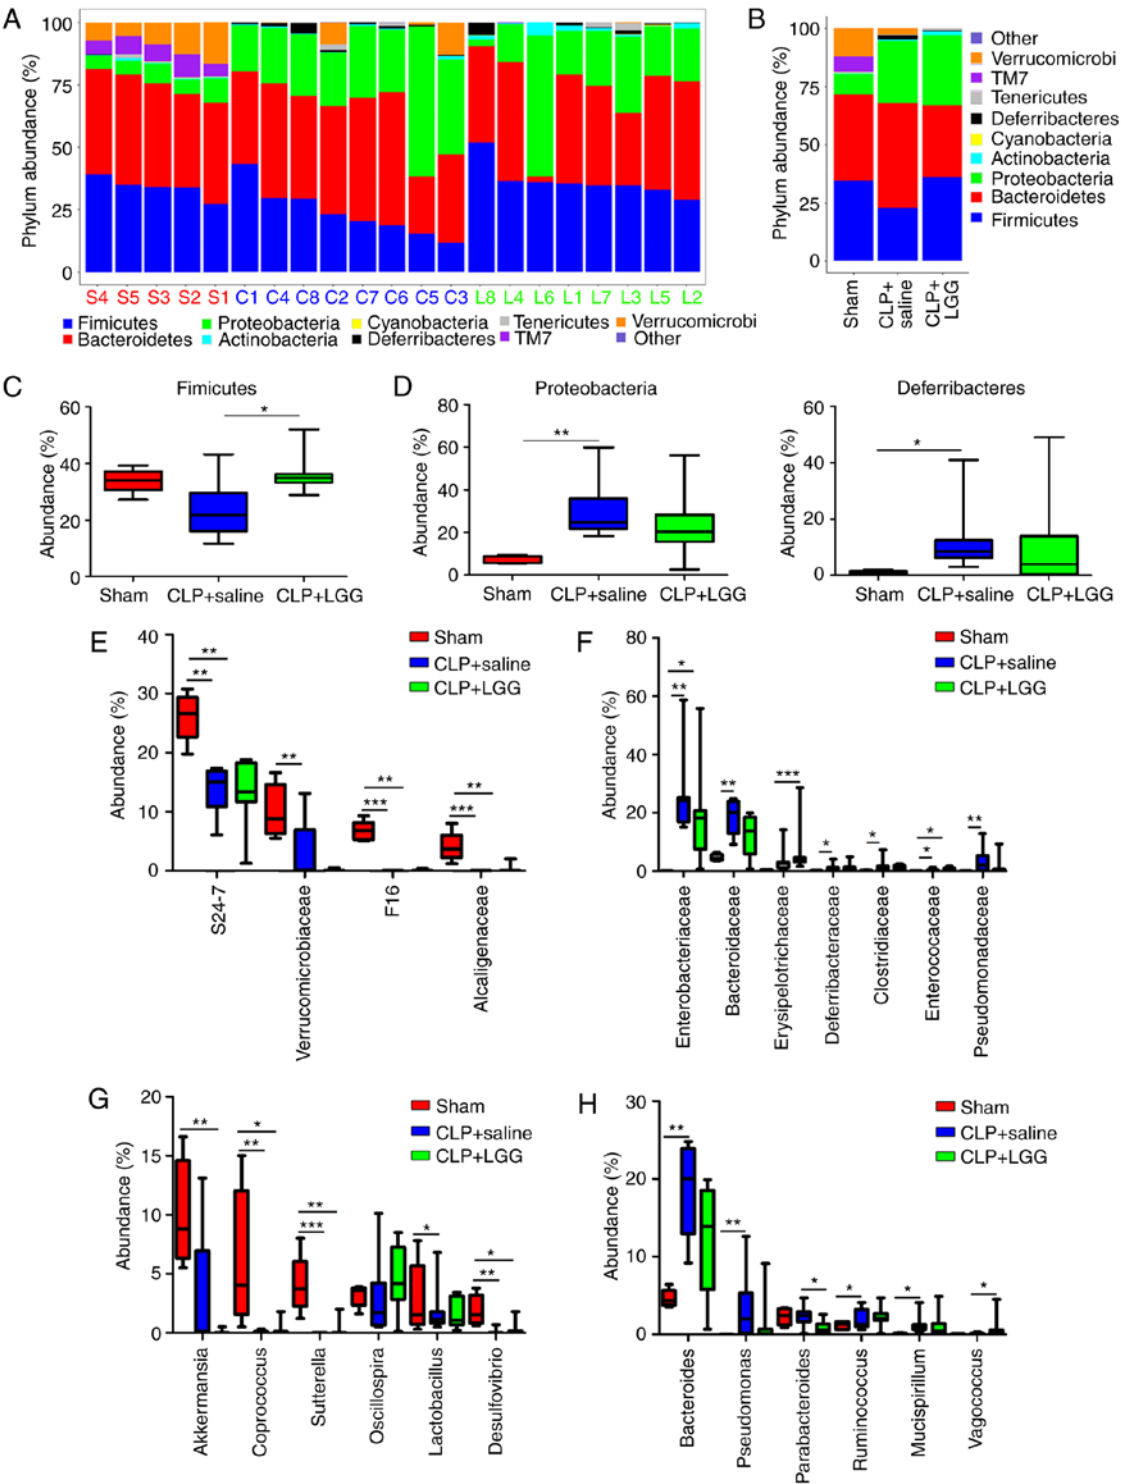 A
Phylum abundance (%)
100
75
50
25
0
S4 S5 S3 S2 S1 C1 C4 C8 C2 C7 C6 C5 C3 L8 L4 L6 L1 L7 L3 L5 L2
Fimicutes Proteobacteria Cyanobacteria Tenericutes Verrucomicrobi
Bacteroidetes Actinobacteria Deferribacteres TM7 Other
B
Phylum abundance (%)
100
75
50
25
0
Sham
CLP+
saline
CLP+
LGG
Other
Verrucomicrobi
TM7
Tenericutes
Deferribacteres
Cyanobacteria
Actinobacteria
Proteobacteria
Bacteroidetes
Firmicutes
C
Fimicutes
Abundance (%)
60
40
20
0
*
Sham CLP+saline CLP+LGG
D
Proteobacteria
Abundance (%)
80
60
40
20
0
**
Sham CLP+saline CLP+LGG
Deferribacteres
Abundance (%)
60
40
20
0
*
Sham CLP+saline CLP+LGG
E
Abundance (%)
40
30
20
10
0
Sham
CLP+saline
CLP+LGG
**
**
**
**
***
**
***
S24-7
Verrucomicrobiaceae
F16
Alcaligenaceae
F
Abundance (%)
80
60
40
20
0
Sham
CLP+saline
CLP+LGG
*
**
**
***
*
*
*
*
**
Enterobacteriaceae
Bacteroidaceae
Erysipelotrichaceae
Deferribacteraceae
Clostridiaceae
Enterococaceae
Pseudomonadaceae
G
Abundance (%)
20
15
10
5
0
Sham
CLP+saline
CLP+LGG
**
*
**
**
***
*
*
**
Akkermansia
Coprococcus
Sutterella
Oscillospira
Lactobacillus
Desulfovibrio
H
Abundance (%)
30
20
10
0
Sham
CLP+saline
CLP+LGG
**
**
*
*
*
*
Bacteroides
Pseudomonas
Parabacteroides
Ruminococcus
Mucispirillum
Vagococcus